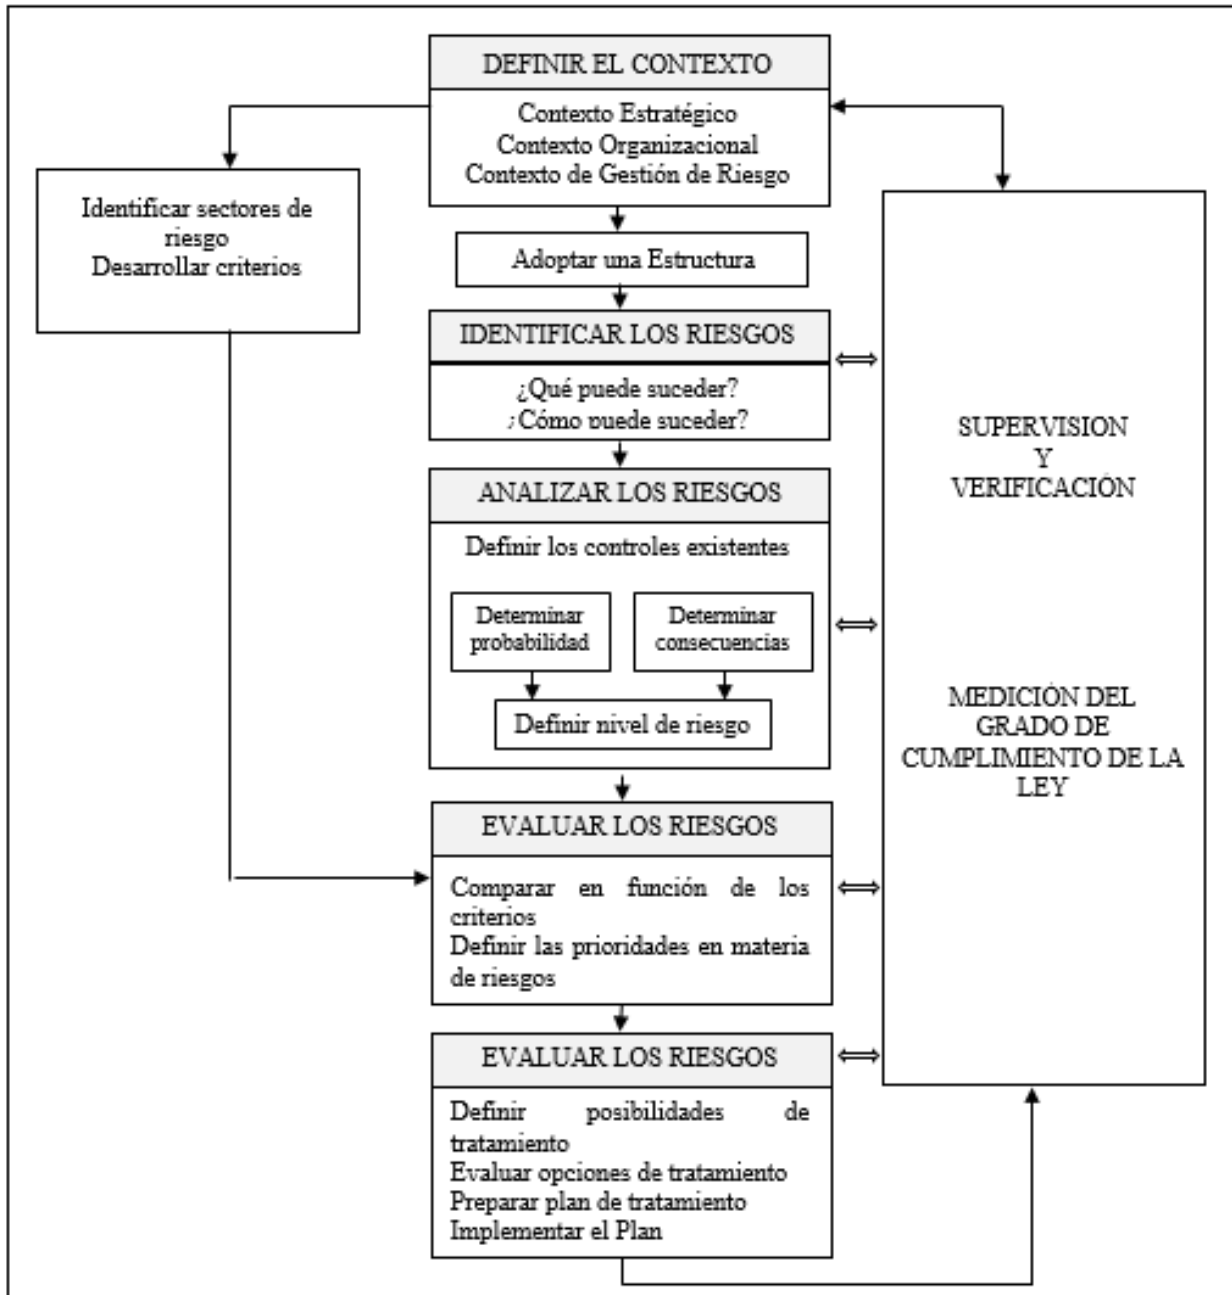 DEFINIR EL CONTEXTO
Contexto Estratégico
Contexto Organizacional
Contexto de Gestión de Riesgo
Identificar sectores de
riesgo
Desarrollar criterios
Adoptar una Estructura
IDENTIFICAR LOS RIESGOS
¿Qué puede suceder?
¿Cómo puede suceder?
ANALIZAR LOS RIESGOS
Definir los controles existentes
Determinar
probabilidad
Determinar
consecuencias
Definir nivel de riesgo
EVALUAR LOS RIESGOS
Comparar en función de los
criterios
Definir las prioridades en materia
de riesgos
EVALUAR LOS RIESGOS
Definir posibilidades de
tratamiento
Evaluar opciones de tratamiento
Preparar plan de tratamiento
Implementar el Plan
SUPERVISION
Y
VERIFICACIÓN
MEDICIÓN DEL
GRADO DE
CUMPLIMIENTO DE LA
LEY